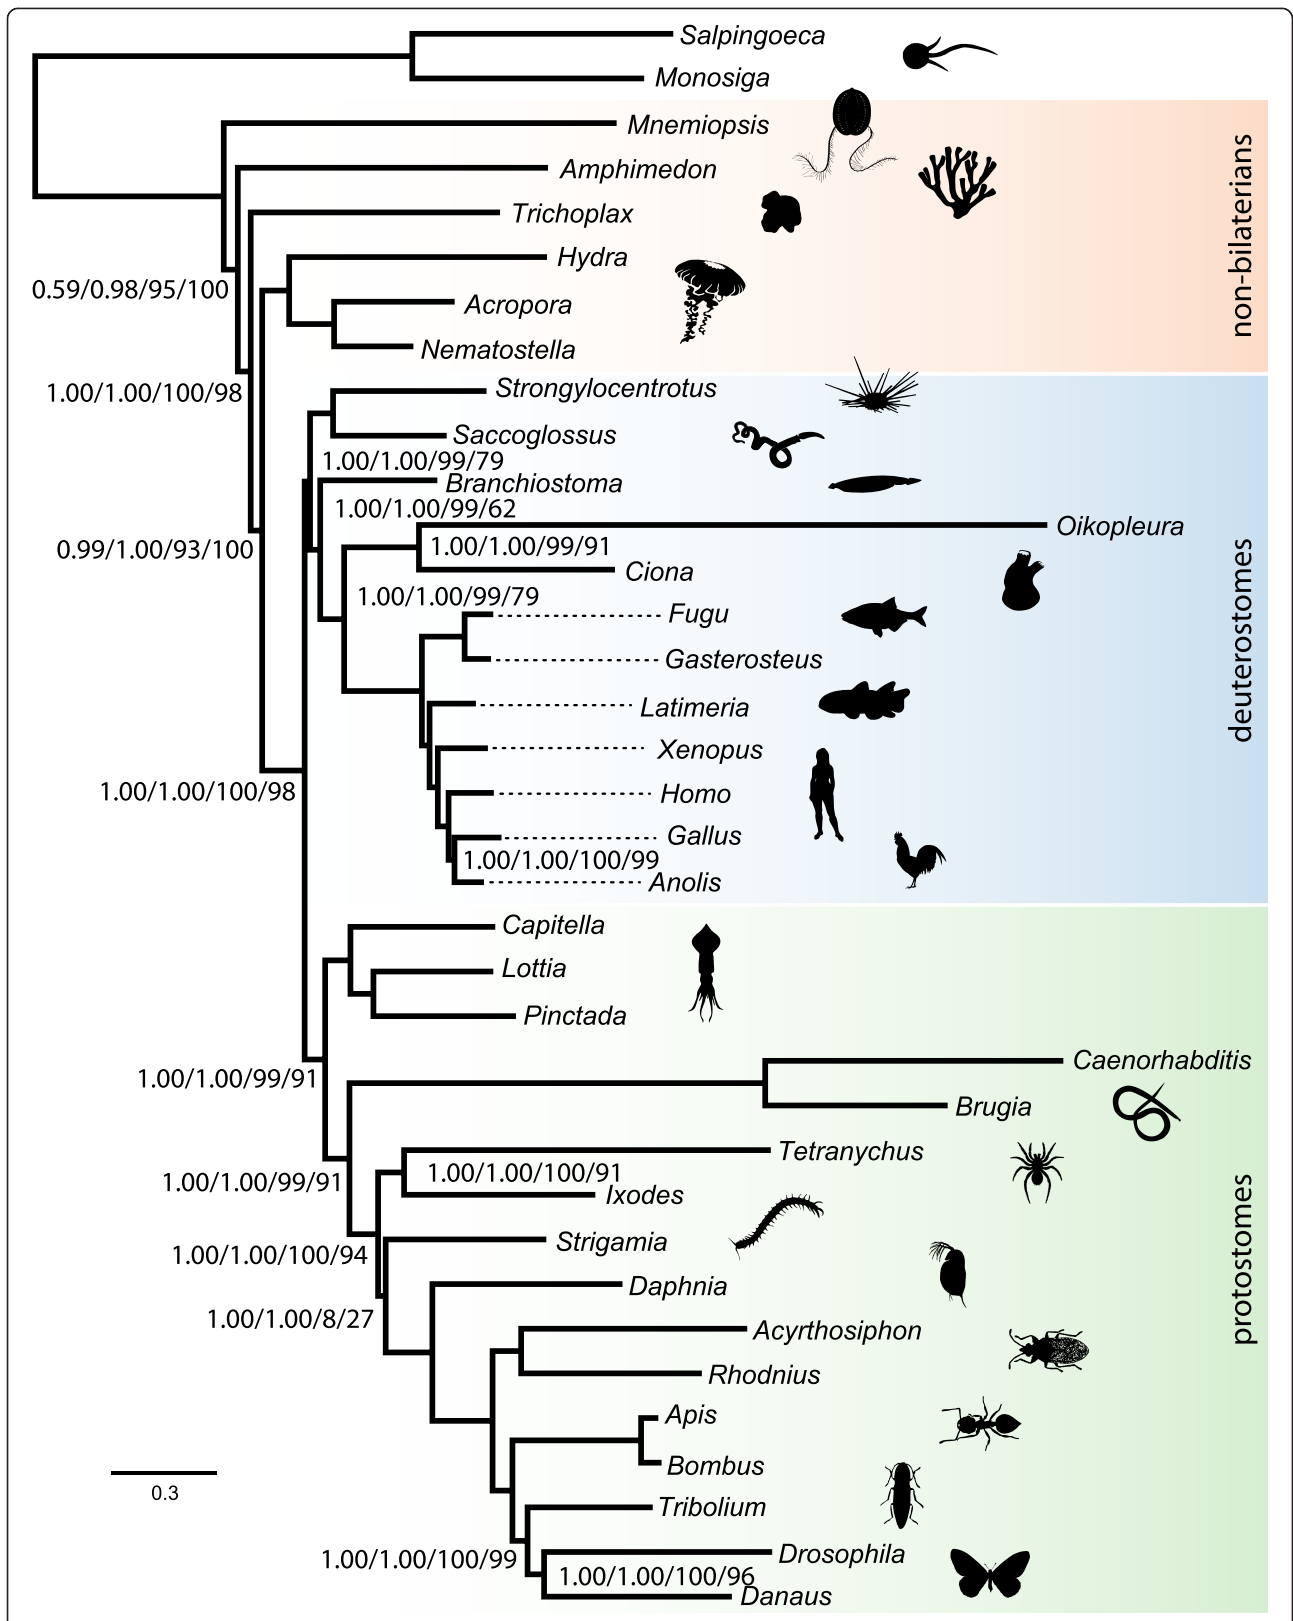 Salpingoeca
Monosiga
Mnemiopsis
Amphimedon
Trichoplax
Hydra
0.59/0.98/95/100
Acropora
Nematostella
non-bilaterians
1.00/1.00/100/98
Strongylocentrotus
Saccoglossus
1.00/1.00/99/79
Branchiostoma
1.00/1.00/99/62
Oikopleura
0.99/1.00/93/100
1.00/1.00/99/91
Ciona
1.00/1.00/99/79
Fugu
Gasterosteus
Latimeria
deuterostomes
Xenopus
1.00/1.00/100/98
Homo
Gallus
1.00/1.00/100/99
Anolis
Capitella
Lottia
Pinctada
Caenorhabditis
1.00/1.00/99/91
Brugia
Tetranychus
1.00/1.00/100/91
1.00/1.00/99/91
Ixodes
Strigamia
1.00/1.00/100/94
protostomes
Daphnia
1.00/1.00/8/27
Acyrthosiphon
Rhodnius
Apis
Bombus
0.3
Tribolium
1.00/1.00/100/99
Drosophila
1.00/1.00/100/96
Danaus